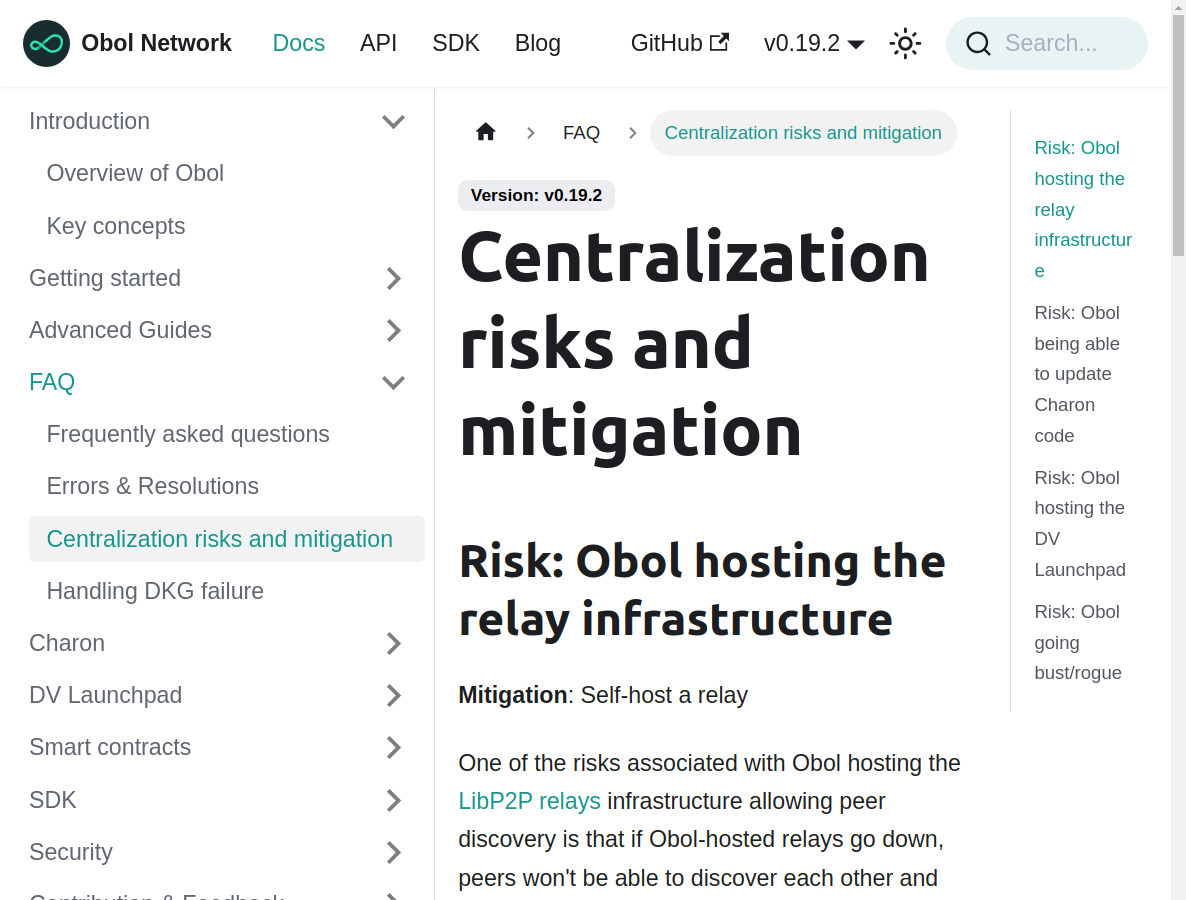 Obol Network Docs API SDK Blog GitHub v0.19.2 Search...
Introduction
Overview of Obol
Key concepts
Getting started
Advanced Guides
FAQ
Frequently asked questions
Errors & Resolutions
Centralization risks and mitigation
Handling DKG failure
Charon
DV Launchpad
Smart contracts
SDK
Security
Contribution & Feedback
FAQ Centralization risks and mitigation
Version: v0.19.2
Centralization
risks and
mitigation
Risk: Obol hosting the
relay infrastructure
Mitigation: Self-host a relay
One of the risks associated with Obol hosting the
LibP2P relays infrastructure allowing peer
discovery is that if Obol-hosted relays go down,
peers won't be able to discover each other and
Risk: Obol
hosting the
relay
infrastructur
e
Risk: Obol
being able
to update
Charon
code
Risk: Obol
hosting the
DV
Launchpad
Risk: Obol
going
bust/rogue